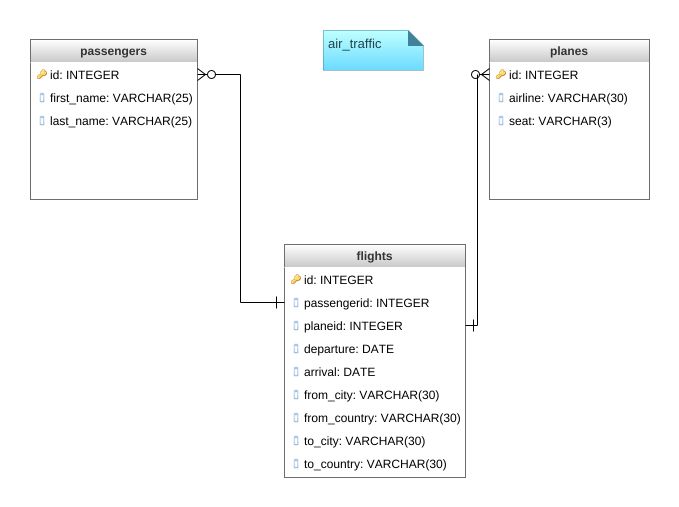 air_traffic
passengers
id: INTEGER
first_name: VARCHAR(25)
last_name: VARCHAR(25)
planes
id: INTEGER
airline: VARCHAR(30)
seat: VARCHAR(3)
flights
id: INTEGER
passengerid: INTEGER
planeid: INTEGER
departure: DATE
arrival: DATE
from_city: VARCHAR(30)
from_country: VARCHAR(30)
to_city: VARCHAR(30)
to_country: VARCHAR(30)